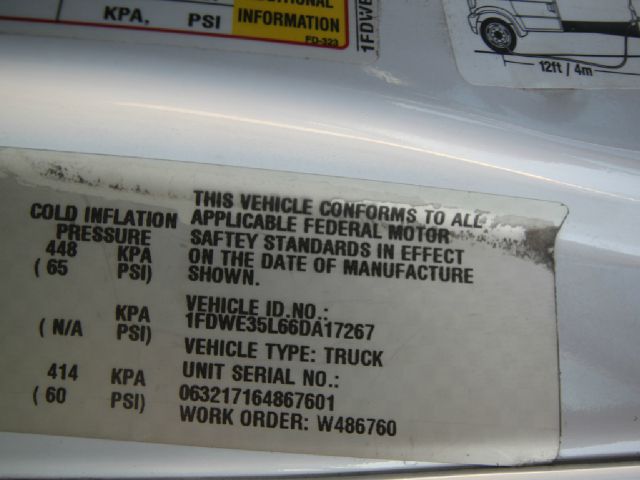 ADDITIONAL
KPA, PSI INFORMATION
FD-323
1FDWE
12ft / 4m
COLD INFLATION
PRESSURE
448 KPA
( 65 PSI)
KPA
( N/A PSI)
414 KPA
( 60 PSI)
THIS VEHICLE CONFORMS TO ALL
APPLICABLE FEDERAL MOTOR
SAFTEY STANDARDS IN EFFECT
ON THE DATE OF MANUFACTURE
SHOWN.
VEHICLE ID.NO.:
1FDWE35L66DA17267
VEHICLE TYPE: TRUCK
UNIT SERIAL NO.:
063217164867601
WORK ORDER: W486760